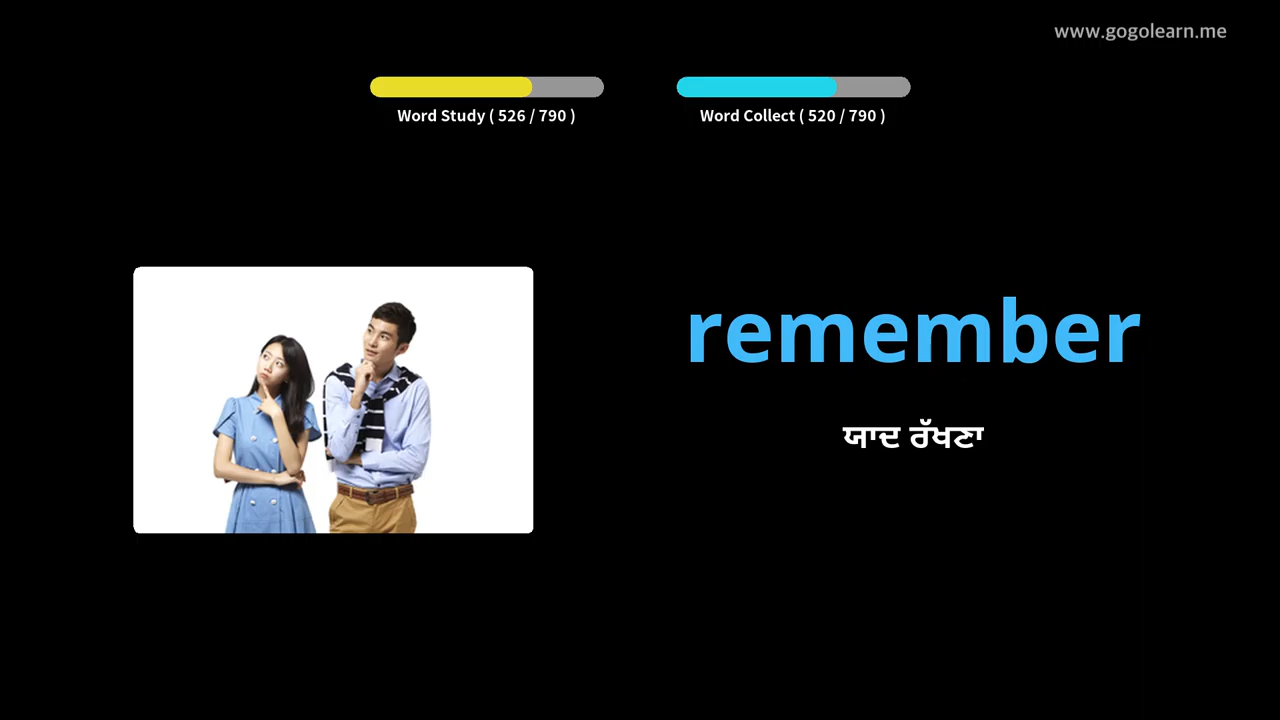 www.gogolearn.me
Word Study ( 526 / 790 )
Word Collect ( 520 / 790 )
remember
ਯਾਦ ਰੱਖਣਾ